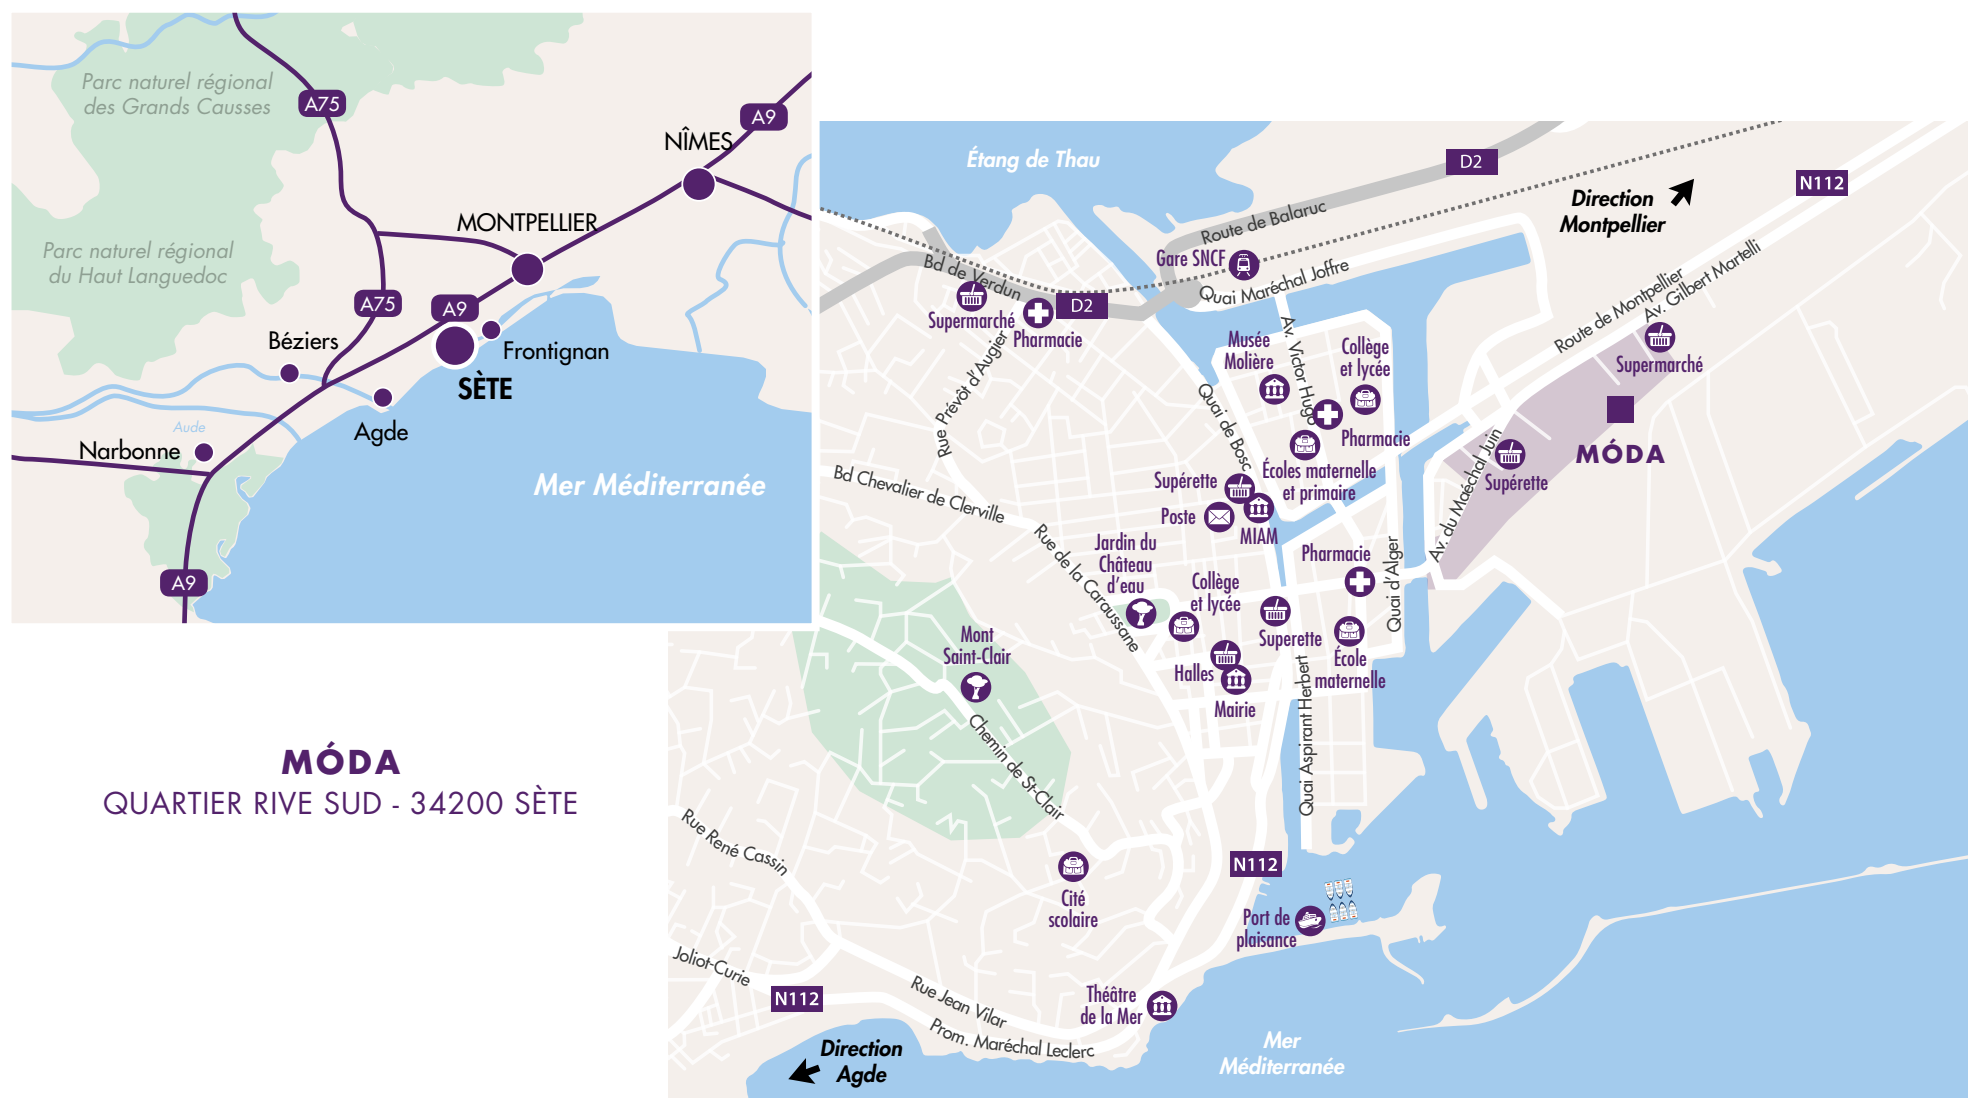 Parc naturel régional
des Grands Causses
A75
A9
NÎMES
MONTPELLIER
Parc naturel régional
du Haut Languedoc
A75
A9
Béziers
Frontignan
SÈTE
Agde
Aude
Narbonne
Mer Méditerranée
A9
MÓDA
QUARTIER RIVE SUD - 34200 SÈTE
Étang de Thau
D2
N112
Direction
Montpellier
Route de Balaruc
Gare SNCF
Quai Maréchal Joffre
Bd de Verdun
D2
Supermarché
Pharmacie
Route de Montpellier
Av. Gilbert Martelli
Av. Victor Hugo
Musée
Molière
Collège
et lycée
Supermarché
Rue Prévôt d'Augier
Quai de Bosc
Pharmacie
MÓDA
Av. du Maéchal Juin
Supérette
Écoles maternelle
et primaire
Bd Chevalier de Clerville
Supérette
Poste
MIAM
Rue de la Caraussane
Jardin du
Château
d'eau
Pharmacie
Quai d'Alger
Collège
et lycée
Superette
École
maternelle
Mont
Saint-Clair
Halles
Mairie
Quai Aspirant Herbert
Chemin de St-Clair
Rue René Cassin
N112
Cité
scolaire
Port de
plaisance
Joliot-Curie
N112
Rue Jean Vilar
Théâtre
de la Mer
Prom. Maréchal Leclerc
Direction
Agde
Mer
Méditerranée